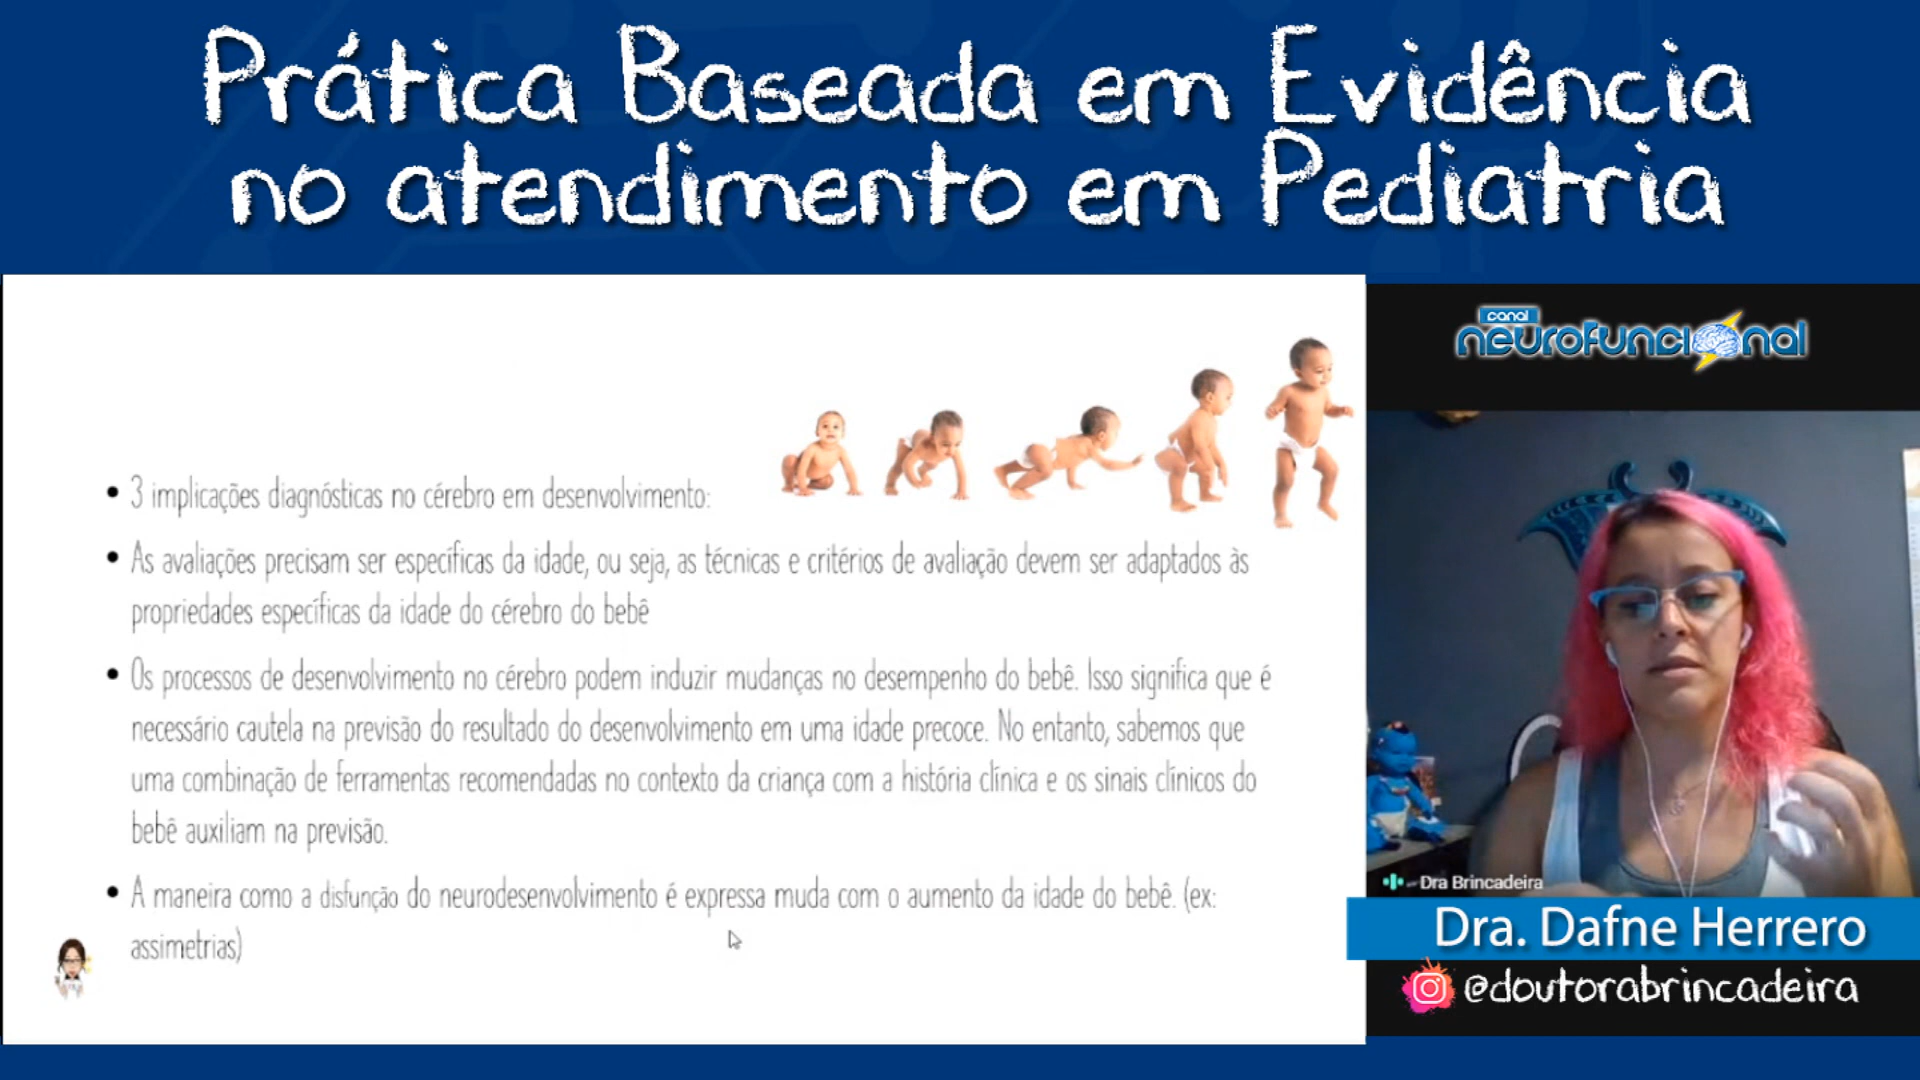 Prática Baseada em Evidência
no atendimento em Pediatria
• 3 implicações diagnósticas no cérebro em desenvolvimento:
• As avaliações precisam ser específicas da idade, ou seja, as técnicas e critérios de avaliação devem ser adaptados às
propriedades específicas da idade do cérebro do bebê
• Os processos de desenvolvimento no cérebro podem induzir mudanças no desempenho do bebê. Isso significa que é
necessário cautela na previsão do resultado do desenvolvimento em uma idade precoce. No entanto, sabemos que
uma combinação de ferramentas recomendadas no contexto da criança com a história clínica e os sinais clínicos do
bebê auxiliam na previsão.
• A maneira como a disfunção do neurodesenvolvimento é expressa muda com o aumento da idade do bebê. (ex:
assimetrias)
canal
neurofuncional
Dra Brincadeira
Dra. Dafne Herrero
@doutorabrincadeira